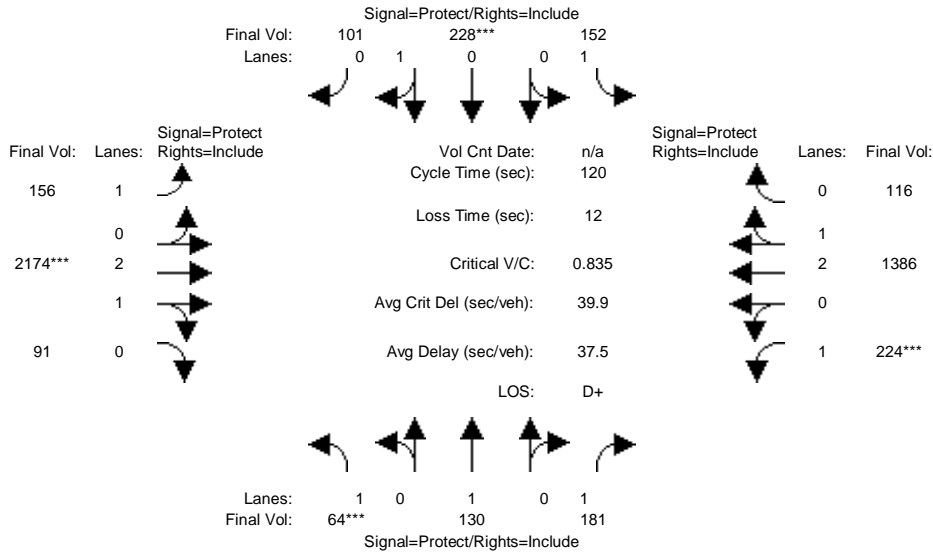 Signal=Protect/Rights=Include
Final Vol: 101 228*** 152
Lanes: 0 1 0 0 1
Signal=Protect Signal=Protect
Final Vol: Lanes: Rights=Include Vol Cnt Date: n/a Rights=Include Lanes: Final Vol:
Cycle Time (sec): 120
156 1 0 116
Loss Time (sec): 12
0 1
2174*** 2 Critical V/C: 0.835 2 1386
1 Avg Crit Del (sec/veh): 39.9 0
91 0 Avg Delay (sec/veh): 37.5 1 224***
LOS: D+
Lanes: 1 0 1 0 1
Final Vol: 64*** 130 181
Signal=Protect/Rights=Include